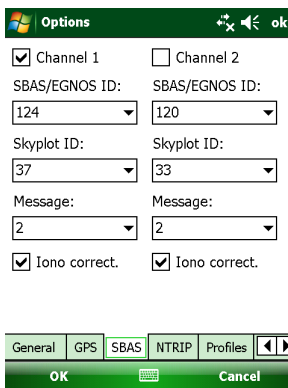 Options ok
Channel 1 Channel 2
SBAS/EGNOS ID: SBAS/EGNOS ID:
124 120
Skyplot ID: Skyplot ID:
37 33
Message: Message:
2 2
Iono correct. Iono correct.
General GPS SBAS NTRIP Profiles
OK Cancel